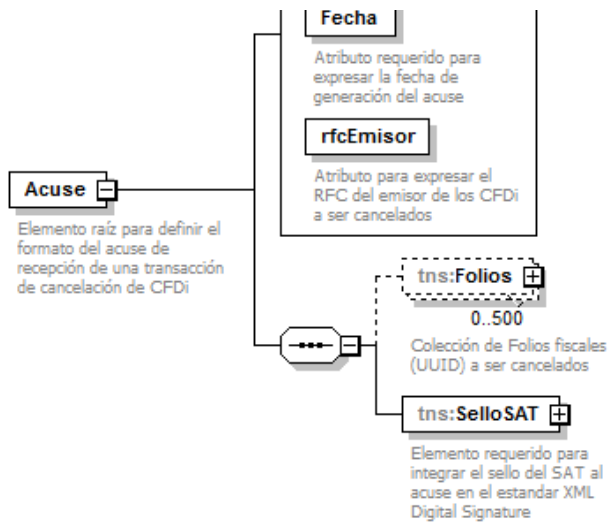 Fecha
Atributo requerido para
expresar la fecha de
generación del acuse
rfcEmisor
Atributo para expresar el
RFC del emisor de los CFDi
a ser cancelados
Acuse
Elemento raíz para definir el
formato del acuse de
recepción de una transacción
de cancelación de CFDi
tns:Folios
0..500
Colección de Folios fiscales
(UUID) a ser cancelados
tns:SelloSAT
Elemento requerido para
integrar el sello del SAT al
acuse en el estandar XML
Digital Signature